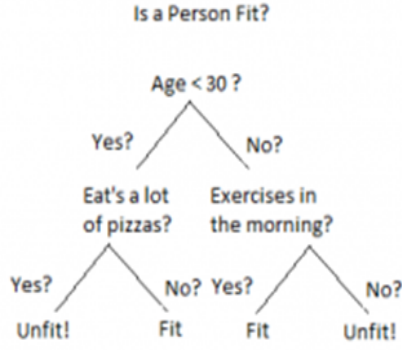 Is a Person Fit?
Age < 30 ?
Yes?
No?
Eat's a lot
of pizzas?
Exercises in
the morning?
Yes?
No?
Yes?
No?
Unfit!
Fit
Fit
Unfit!